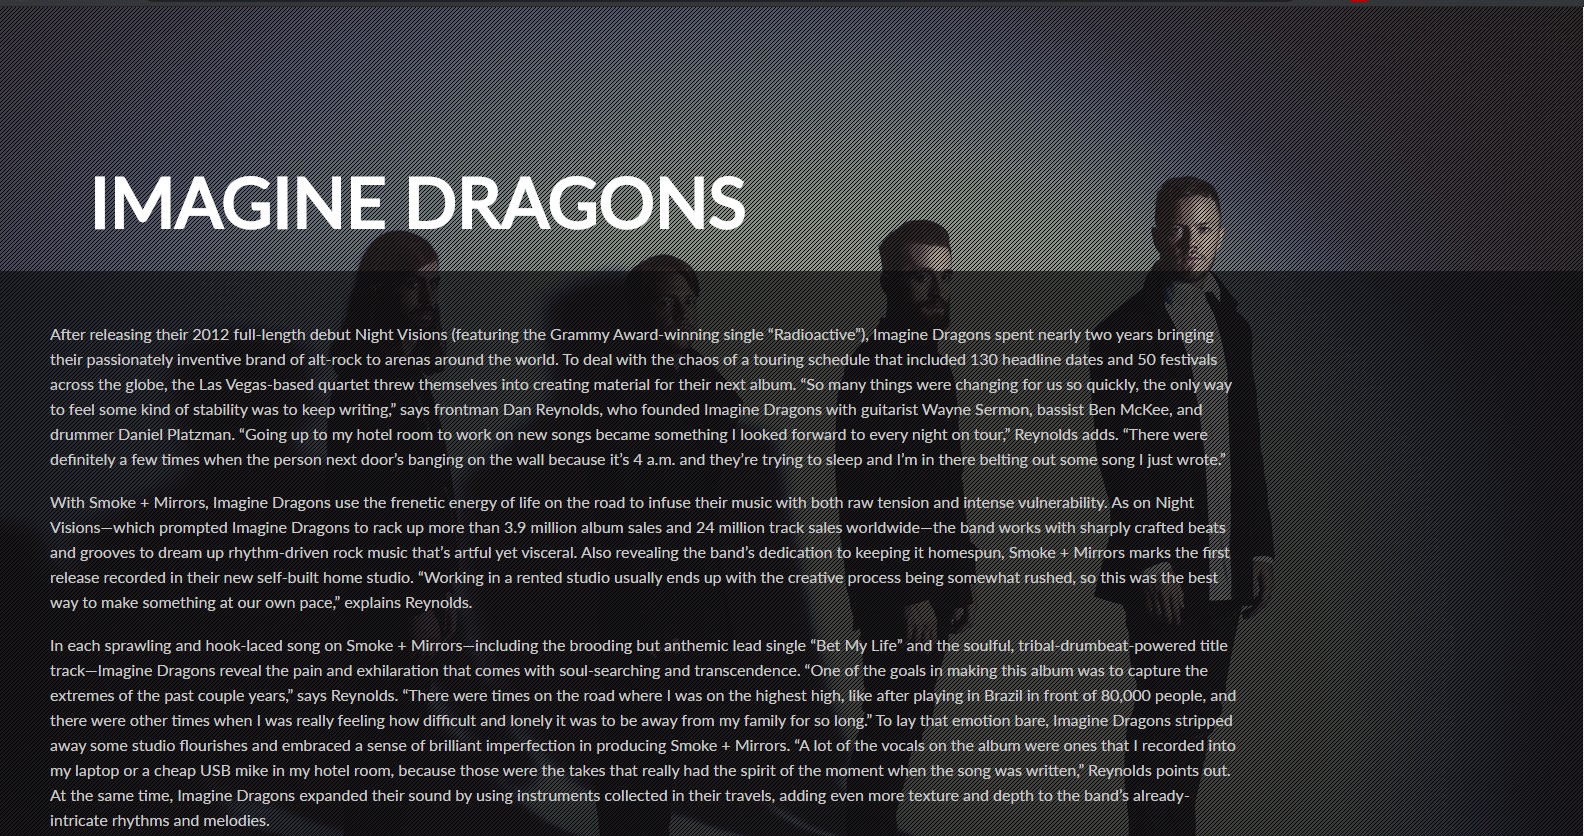 IMAGINE DRAGONS
After releasing their 2012 full-length debut Night Visions (featuring the Grammy Award-winning single “Radioactive”), Imagine Dragons spent nearly two years bringing
their passionately inventive brand of alt-rock to arenas around the world. To deal with the chaos of a touring schedule that included 130 headline dates and 50 festivals
across the globe, the Las Vegas-based quartet threw themselves into creating material for their next album. “So many things were changing for us so quickly, the only way
to feel some kind of stability was to keep writing,” says frontman Dan Reynolds, who founded Imagine Dragons with guitarist Wayne Sermon, bassist Ben McKee, and
drummer Daniel Platzman. “Going up to my hotel room to work on new songs became something I looked forward to every night on tour,” Reynolds adds. “There were
definitely a few times when the person next door’s banging on the wall because it’s 4 a.m. and they’re trying to sleep and I’m in there belting out some song I just wrote.”
With Smoke + Mirrors, Imagine Dragons use the frenetic energy of life on the road to infuse their music with both raw tension and intense vulnerability. As on Night
Visions—which prompted Imagine Dragons to rack up more than 3.9 million album sales and 24 million track sales worldwide—the band works with sharply crafted beats
and grooves to dream up rhythm-driven rock music that’s artful yet visceral. Also revealing the band’s dedication to keeping it homespun, Smoke + Mirrors marks the first
release recorded in their new self-built home studio. “Working in a rented studio usually ends up with the creative process being somewhat rushed, so this was the best
way to make something at our own pace,” explains Reynolds.
In each sprawling and hook-laced song on Smoke + Mirrors—including the brooding but anthemic lead single “Bet My Life” and the soulful, tribal-drumbeat-powered title
track—Imagine Dragons reveal the pain and exhilaration that comes with soul-searching and transcendence. “One of the goals in making this album was to capture the
extremes of the past couple years,” says Reynolds. “There were times on the road where I was on the highest high, like after playing in Brazil in front of 80,000 people, and
there were other times when I was really feeling how difficult and lonely it was to be away from my family for so long.” To lay that emotion bare, Imagine Dragons stripped
away some studio flourishes and embraced a sense of brilliant imperfection in producing Smoke + Mirrors. “A lot of the vocals on the album were ones that I recorded into
my laptop or a cheap USB mike in my hotel room, because those were the takes that really had the spirit of the moment when the song was written,” Reynolds points out.
At the same time, Imagine Dragons expanded their sound by using instruments collected in their travels, adding even more texture and depth to the band’s already-
intricate rhythms and melodies.